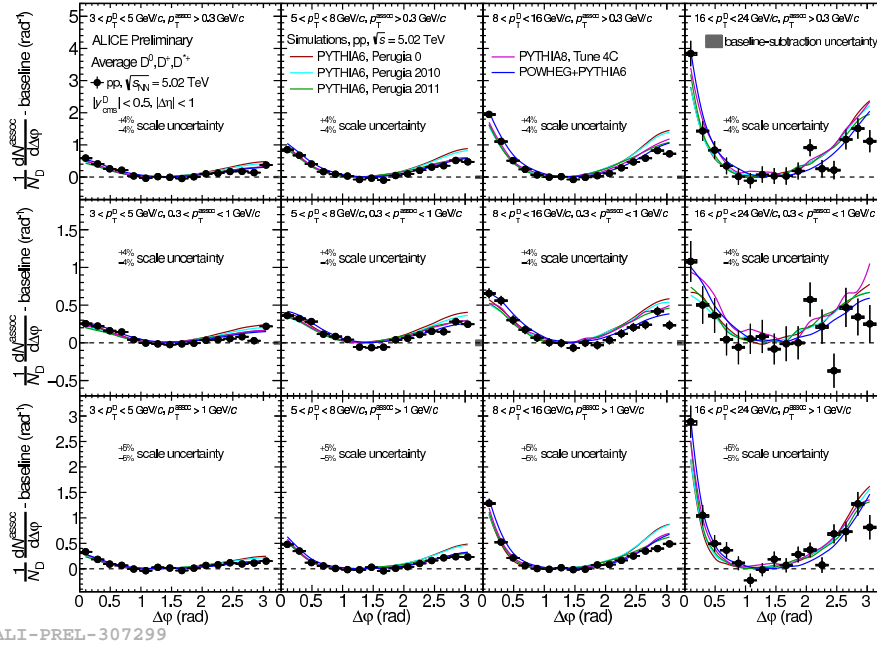 3 < p_T^D < 5 GeV/c, p_T^assoc > 0.3 GeV/c
5 < p_T^D < 8 GeV/c, p_T^assoc > 0.3 GeV/c
8 < p_T^D < 16 GeV/c, p_T^assoc > 0.3 GeV/c
16 < p_T^D < 24 GeV/c, p_T^assoc > 0.3 GeV/c
ALICE Preliminary
Average D⁰,D⁺,D*⁺
pp, √s_NN = 5.02 TeV
|y_cms^D| < 0.5, |Δη| < 1
Simulations, pp, √s = 5.02 TeV
PYTHIA6, Perugia 0
PYTHIA6, Perugia 2010
PYTHIA6, Perugia 2011
PYTHIA8, Tune 4C
POWHEG+PYTHIA6
baseline-subtraction uncertainty
+4% −4% scale uncertainty
+4% −4% scale uncertainty
+4% −4% scale uncertainty
+4% −4% scale uncertainty
1/N_D dN^assoc/dΔφ - baseline (rad⁻¹)
5
4
3
2
1
0
3 < p_T^D < 5 GeV/c, 0.3 < p_T^assoc < 1 GeV/c
5 < p_T^D < 8 GeV/c, 0.3 < p_T^assoc < 1 GeV/c
8 < p_T^D < 16 GeV/c, 0.3 < p_T^assoc < 1 GeV/c
16 < p_T^D < 24 GeV/c, 0.3 < p_T^assoc < 1 GeV/c
+4% −4% scale uncertainty
+4% −4% scale uncertainty
+4% −4% scale uncertainty
+4% −4% scale uncertainty
1/N_D dN^assoc/dΔφ - baseline (rad⁻¹)
1.5
1
0.5
0
−0.5
3 < p_T^D < 5 GeV/c, p_T^assoc > 1 GeV/c
5 < p_T^D < 8 GeV/c, p_T^assoc > 1 GeV/c
8 < p_T^D < 16 GeV/c, p_T^assoc > 1 GeV/c
16 < p_T^D < 24 GeV/c, p_T^assoc > 1 GeV/c
+5% −5% scale uncertainty
+5% −5% scale uncertainty
+5% −5% scale uncertainty
+5% −5% scale uncertainty
1/N_D dN^assoc/dΔφ - baseline (rad⁻¹)
3
2.5
2
1.5
1
0.5
0
0 0.5 1 1.5 2 2.5 3
0.5 1 1.5 2 2.5 3
0.5 1 1.5 2 2.5 3
0.5 1 1.5 2 2.5 3
Δφ (rad)
Δφ (rad)
Δφ (rad)
Δφ (rad)
ALI-PREL-307299